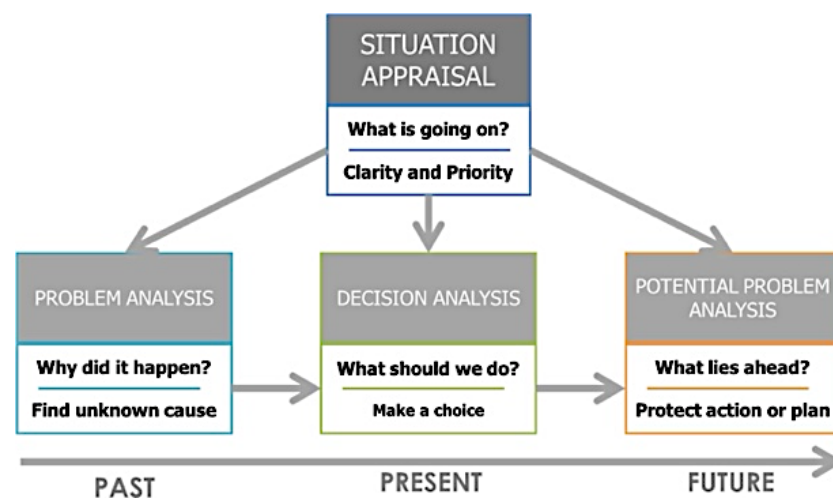 SITUATION
APPRAISAL
What is going on?
Clarity and Priority
PROBLEM ANALYSIS
Why did it happen?
Find unknown cause
DECISION ANALYSIS
What should we do?
Make a choice
POTENTIAL PROBLEM
ANALYSIS
What lies ahead?
Protect action or plan
PAST
PRESENT
FUTURE